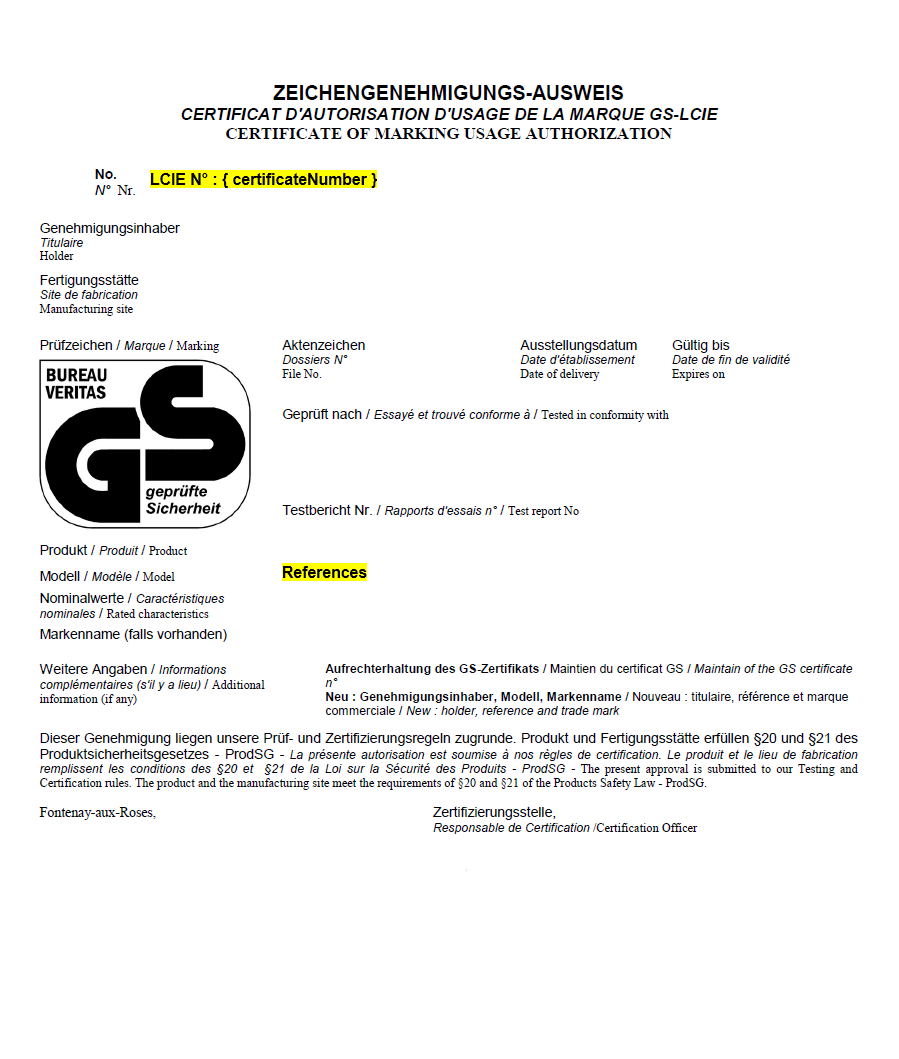 ZEICHENGENEHMIGUNGS-AUSWEIS
CERTIFICAT D'AUTORISATION D'USAGE DE LA MARQUE GS-LCIE
CERTIFICATE OF MARKING USAGE AUTHORIZATION
No.
N° Nr.
LCIE N° : { certificateNumber }
Genehmigungsinhaber
Titulaire
Holder
Fertigungsstätte
Site de fabrication
Manufacturing site
Prüfzeichen / Marque / Marking
BUREAU
VERITAS
GS
geprüfte
Sicherheit
Aktenzeichen
Dossiers N°
File No.
Ausstellungsdatum
Date d'établissement
Date of delivery
Gültig bis
Date de fin de validité
Expires on
Geprüft nach / Essayé et trouvé conforme à / Tested in conformity with
Testbericht Nr. / Rapports d'essais n° / Test report No
Produkt / Produit / Product
Modell / Modèle / Model
References
Nominalwerte / Caractéristiques
nominales / Rated characteristics
Markenname (falls vorhanden)
Weitere Angaben / Informations
complémentaires (s'il y a lieu) / Additional
information (if any)
Aufrechterhaltung des GS-Zertifikats / Maintien du certificat GS / Maintain of the GS certificate
n°
Neu : Genehmigungsinhaber, Modell, Markenname / Nouveau : titulaire, référence et marque
commerciale / New : holder, reference and trade mark
Dieser Genehmigung liegen unsere Prüf- und Zertifizierungsregeln zugrunde. Produkt und Fertigungsstätte erfüllen §20 und §21 des
Produktsicherheitsgesetzes - ProdSG - La présente autorisation est soumise à nos règles de certification. Le produit et le lieu de fabrication
remplissent les conditions des §20 et §21 de la Loi sur la Sécurité des Produits - ProdSG - The present approval is submitted to our Testing and
Certification rules. The product and the manufacturing site meet the requirements of §20 and §21 of the Products Safety Law - ProdSG.
Fontenay-aux-Roses,
Zertifizierungsstelle,
Responsable de Certification /Certification Officer